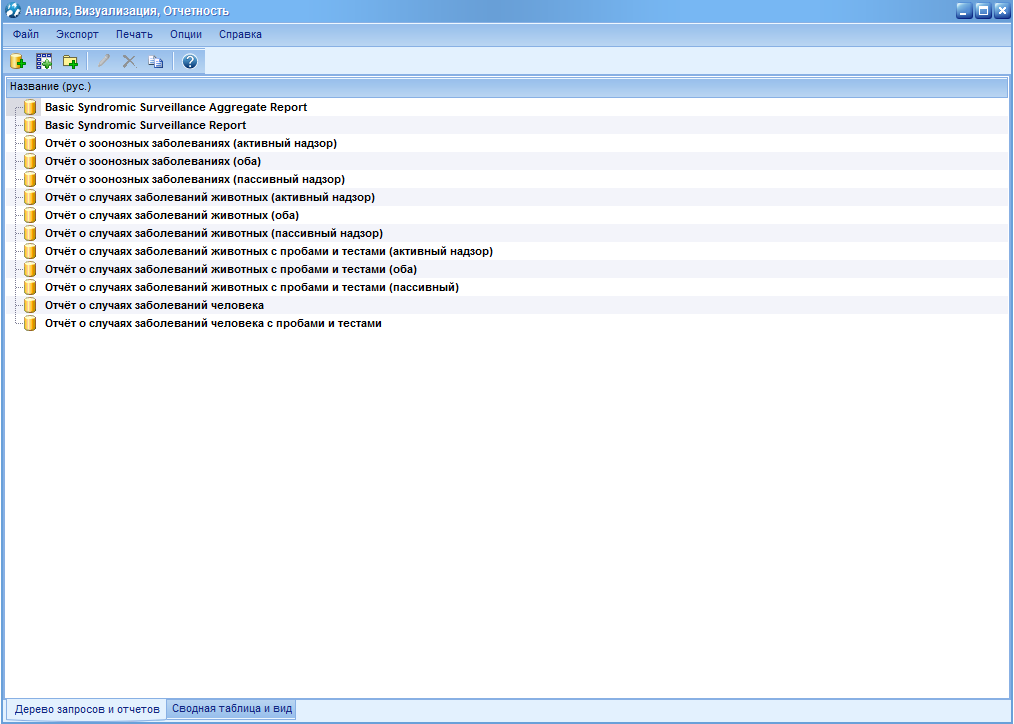 Анализ, Визуализация, Отчетность
Файл Экспорт Печать Опции Справка
Название (рус.)
Basic Syndromic Surveillance Aggregate Report
Basic Syndromic Surveillance Report
Отчёт о зоонозных заболеваниях (активный надзор)
Отчёт о зоонозных заболеваниях (оба)
Отчёт о зоонозных заболеваниях (пассивный надзор)
Отчёт о случаях заболеваний животных (активный надзор)
Отчёт о случаях заболеваний животных (оба)
Отчёт о случаях заболеваний животных (пассивный надзор)
Отчёт о случаях заболеваний животных с пробами и тестами (активный надзор)
Отчёт о случаях заболеваний животных с пробами и тестами (оба)
Отчёт о случаях заболеваний животных с пробами и тестами (пассивный)
Отчёт о случаях заболеваний человека
Отчёт о случаях заболеваний человека с пробами и тестами
Дерево запросов и отчетов Сводная таблица и вид